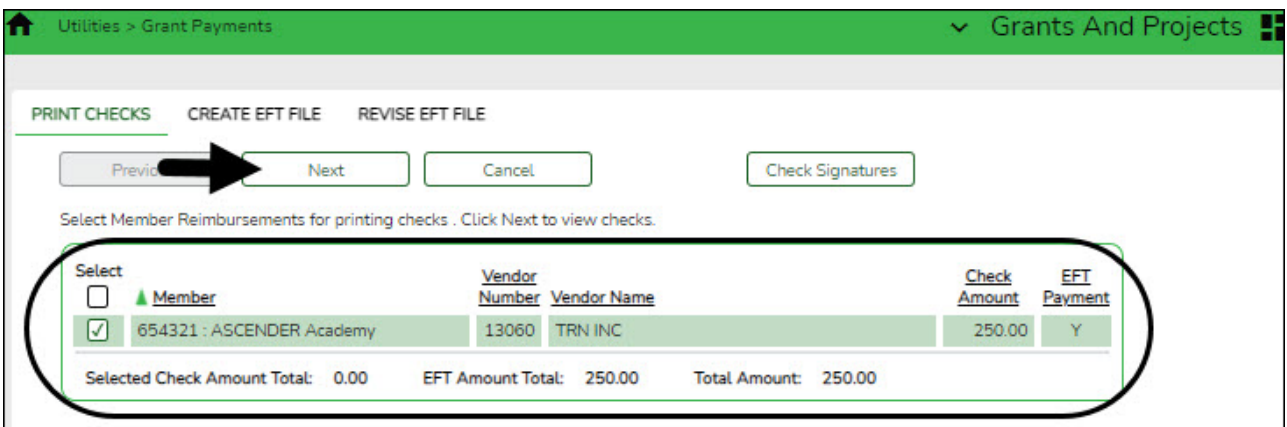 Utilities > Grant Payments
Grants And Projects
PRINT CHECKS CREATE EFT FILE REVISE EFT FILE
Next Cancel Check Signatures
Select Member Reimbursements for printing checks . Click Next to view checks.
Select Member Vendor Number Vendor Name Check Amount EFT Payment
654321 : ASCENDER Academy 13060 TRN INC 250.00 Y
Selected Check Amount Total: 0.00 EFT Amount Total: 250.00 Total Amount: 250.00